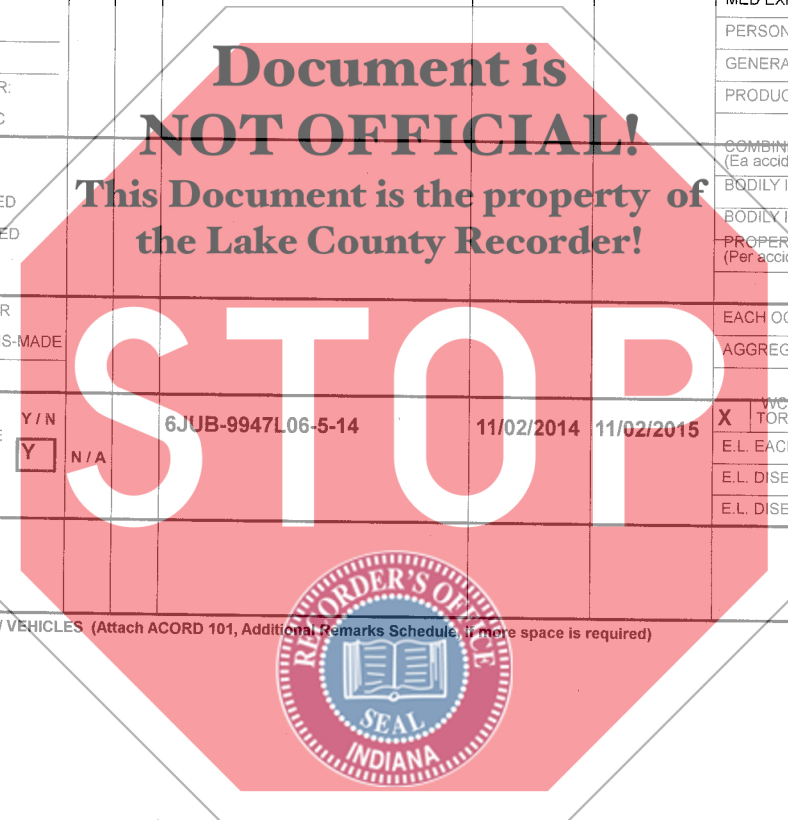 MED EX
PERSON
GENERA
PRODUC
R:
C
Document is
NOT OFFICIAL!
This Document is the property of
the Lake County Recorder!
COMBIN
(Ea accid
BODILY I
BODILY
PROPER
(Per accid
ED
ED
R
S-MADE
EACH OC
AGGREG
STOP
Y / N
Y
N / A
6JUB-9947L06-5-14
11/02/2014
11/02/2015
X
WC
TOR
E.L. EAC
E.L. DISE
E.L. DISE
/ VEHICLES (Attach ACORD 101, Additional Remarks Schedule, if more space is required)
RECORDER'S OFFICE
SEAL
INDIANA